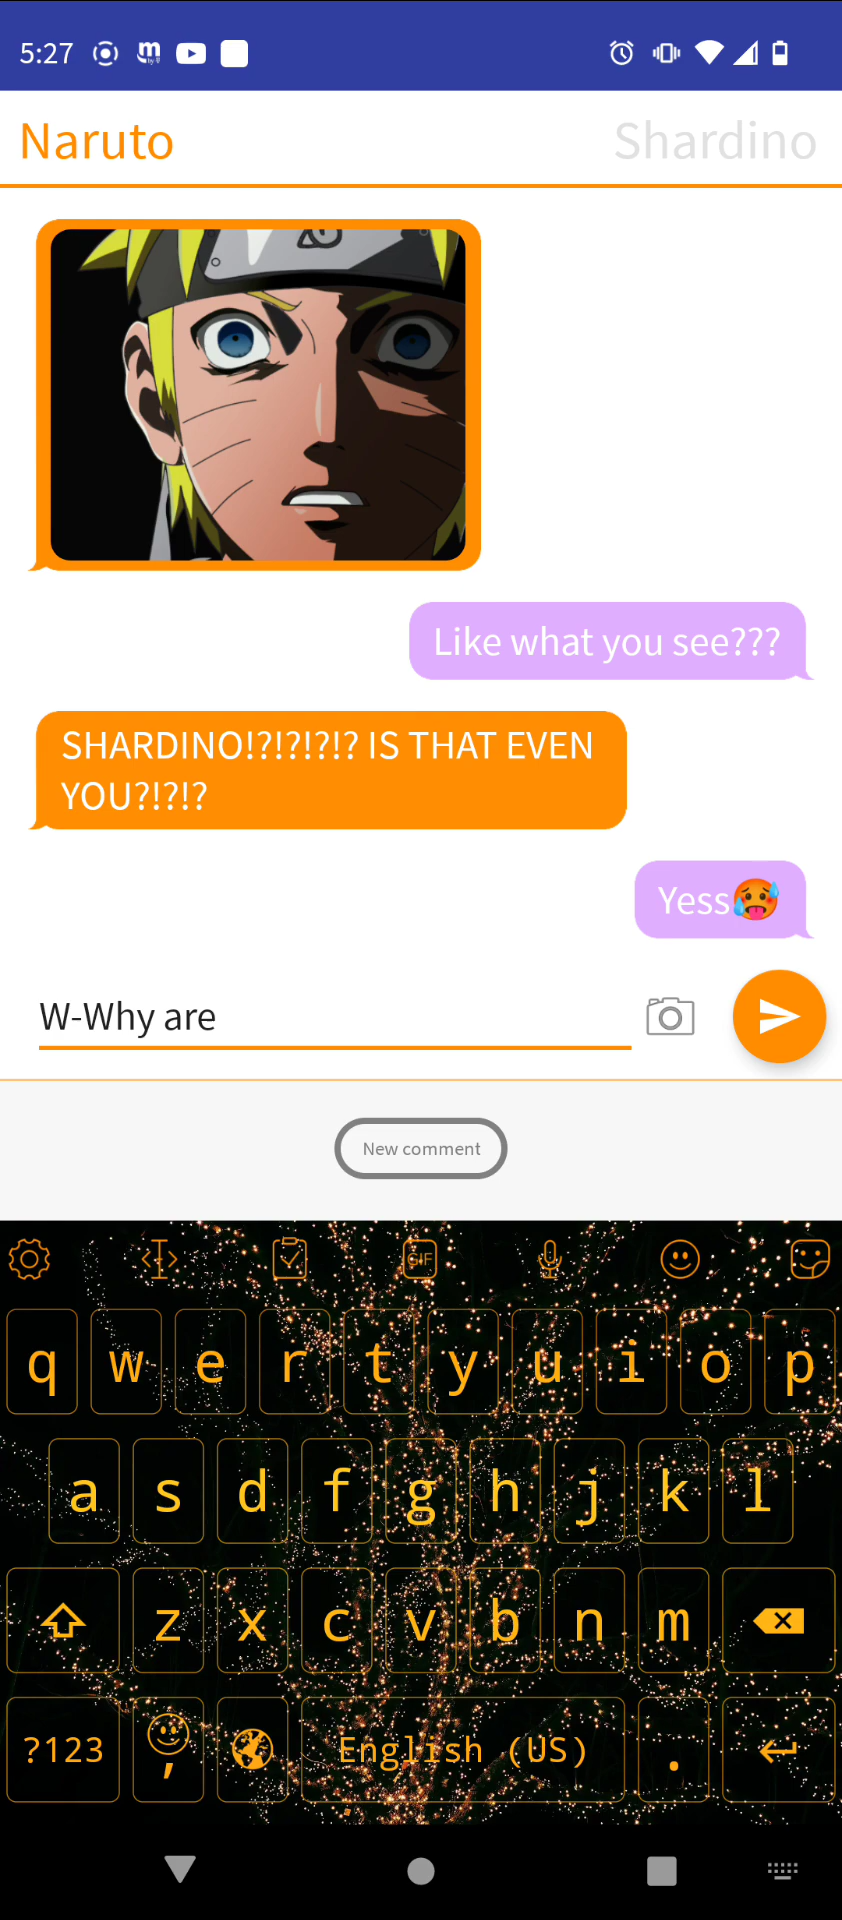 5:27
Naruto
Shardino
Like what you see???
SHARDINO!?!?!?!? IS THAT EVEN
YOU?!?!?
Yess🥵
W-Why are
New comment
GIF
q w e r t y u i o p
a s d f g h j k l
z x c v b n m
?123 , English (US) .